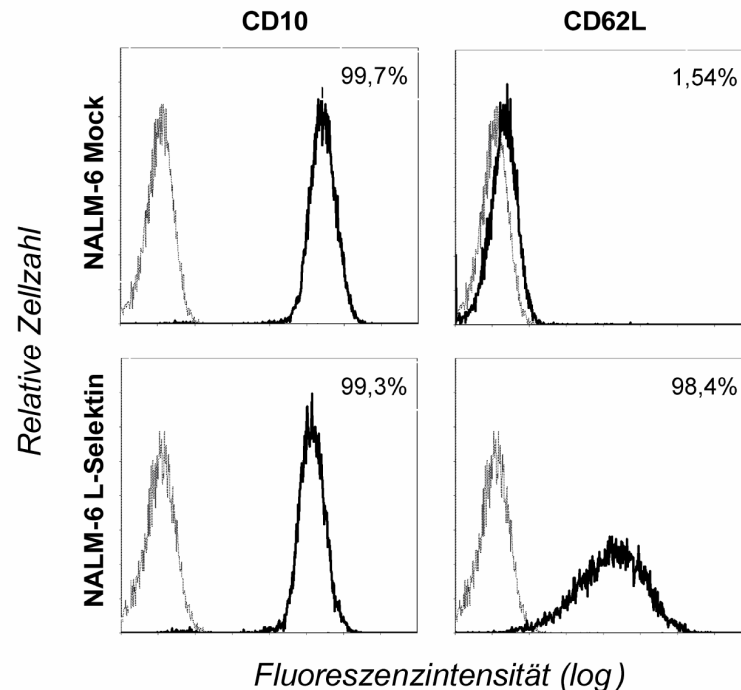 CD10
CD62L
Relative Zellzahl
NALM-6 Mock
99,7%
1,54%
NALM-6 L-Selektin
99,3%
98,4%
Fluoreszenzintensität (log)